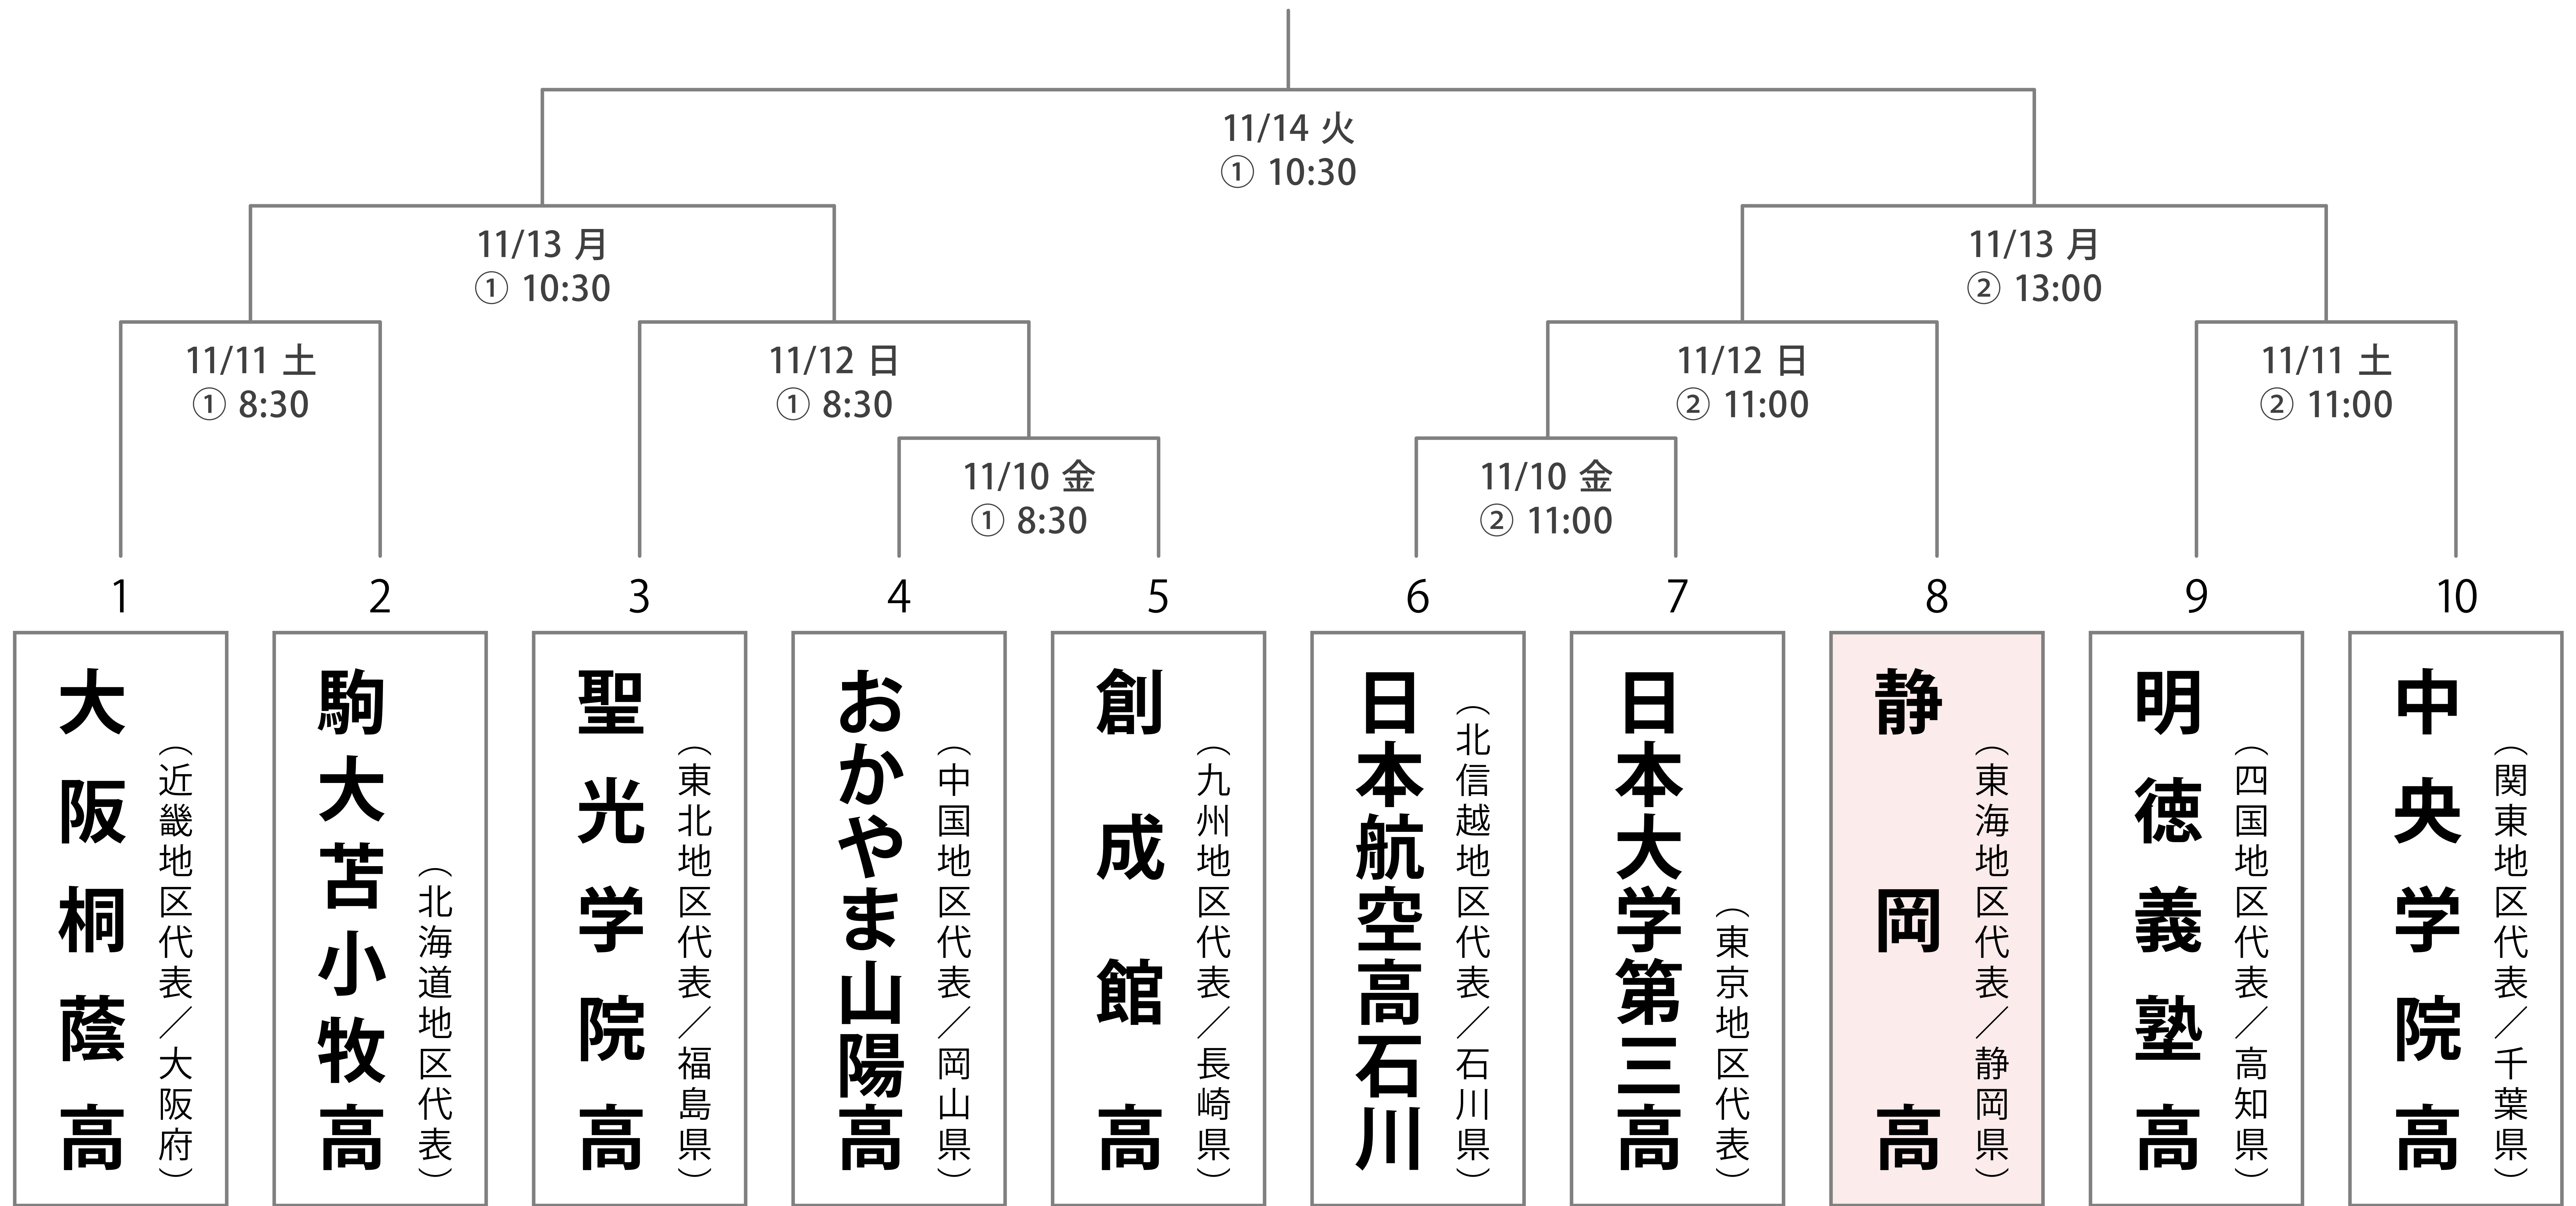 11/14 火
① 10:30
11/13 月
① 10:30
11/13 月
② 13:00
11/11 土
① 8:30
11/12 日
① 8:30
11/12 日
② 11:00
11/11 土
② 11:00
11/10 金
① 8:30
11/10 金
② 11:00
1
2
3
4
5
6
7
8
9
10
大阪桐蔭高
（近畿地区代表／大阪府）
駒大苫小牧高
（北海道地区代表）
聖光学院高
（東北地区代表／福島県）
おかやま山陽高
（中国地区代表／岡山県）
創成館高
（九州地区代表／長崎県）
日本航空高石川
（北信越地区代表／石川県）
日本大学第三高
（東京地区代表）
静岡高
（東海地区代表／静岡県）
明徳義塾高
（四国地区代表／高知県）
中央学院高
（関東地区代表／千葉県）